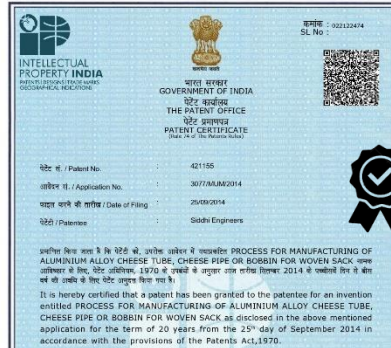 क्रमांक : 022122474
SL No :
INTELLECTUAL
PROPERTY INDIA
PATENTS | DESIGNS | TRADE MARKS
GEOGRAPHICAL INDICATIONS
भारत सरकार
GOVERNMENT OF INDIA
पेटेंट कार्यालय
THE PATENT OFFICE
पेटेंट प्रमाणपत्र
PATENT CERTIFICATE
(Rule 74 of The Patents Rules)
पेटेंट सं. / Patent No. : 421155
आवेदन सं. / Application No. : 3077/MUM/2014
फाइल करने की तारीख / Date of Filing : 25/09/2014
पेटेंटी / Patentee : Siddhi Engineers
प्रमाणित किया जाता है कि पेटेंटी को, उपरोक्त आवेदन में यथाप्रकटित PROCESS FOR MANUFACTURING OF
ALUMINIUM ALLOY CHEESE TUBE, CHEESE PIPE OR BOBBIN FOR WOVEN SACK नामक
आविष्कार के लिए, पेटेंट अधिनियम, 1970 के उपबंधों के अनुसार आज तारीख सितम्बर 2014 के पच्चीसवें दिन से बीस
वर्ष की अवधि के लिए पेटेंट अनुदत्त किया गया है।
It is hereby certified that a patent has been granted to the patentee for an invention
entitled PROCESS FOR MANUFACTURING OF ALUMINIUM ALLOY CHEESE TUBE,
CHEESE PIPE OR BOBBIN FOR WOVEN SACK as disclosed in the above mentioned
application for the term of 20 years from the 25th day of September 2014 in
accordance with the provisions of the Patents Act,1970.